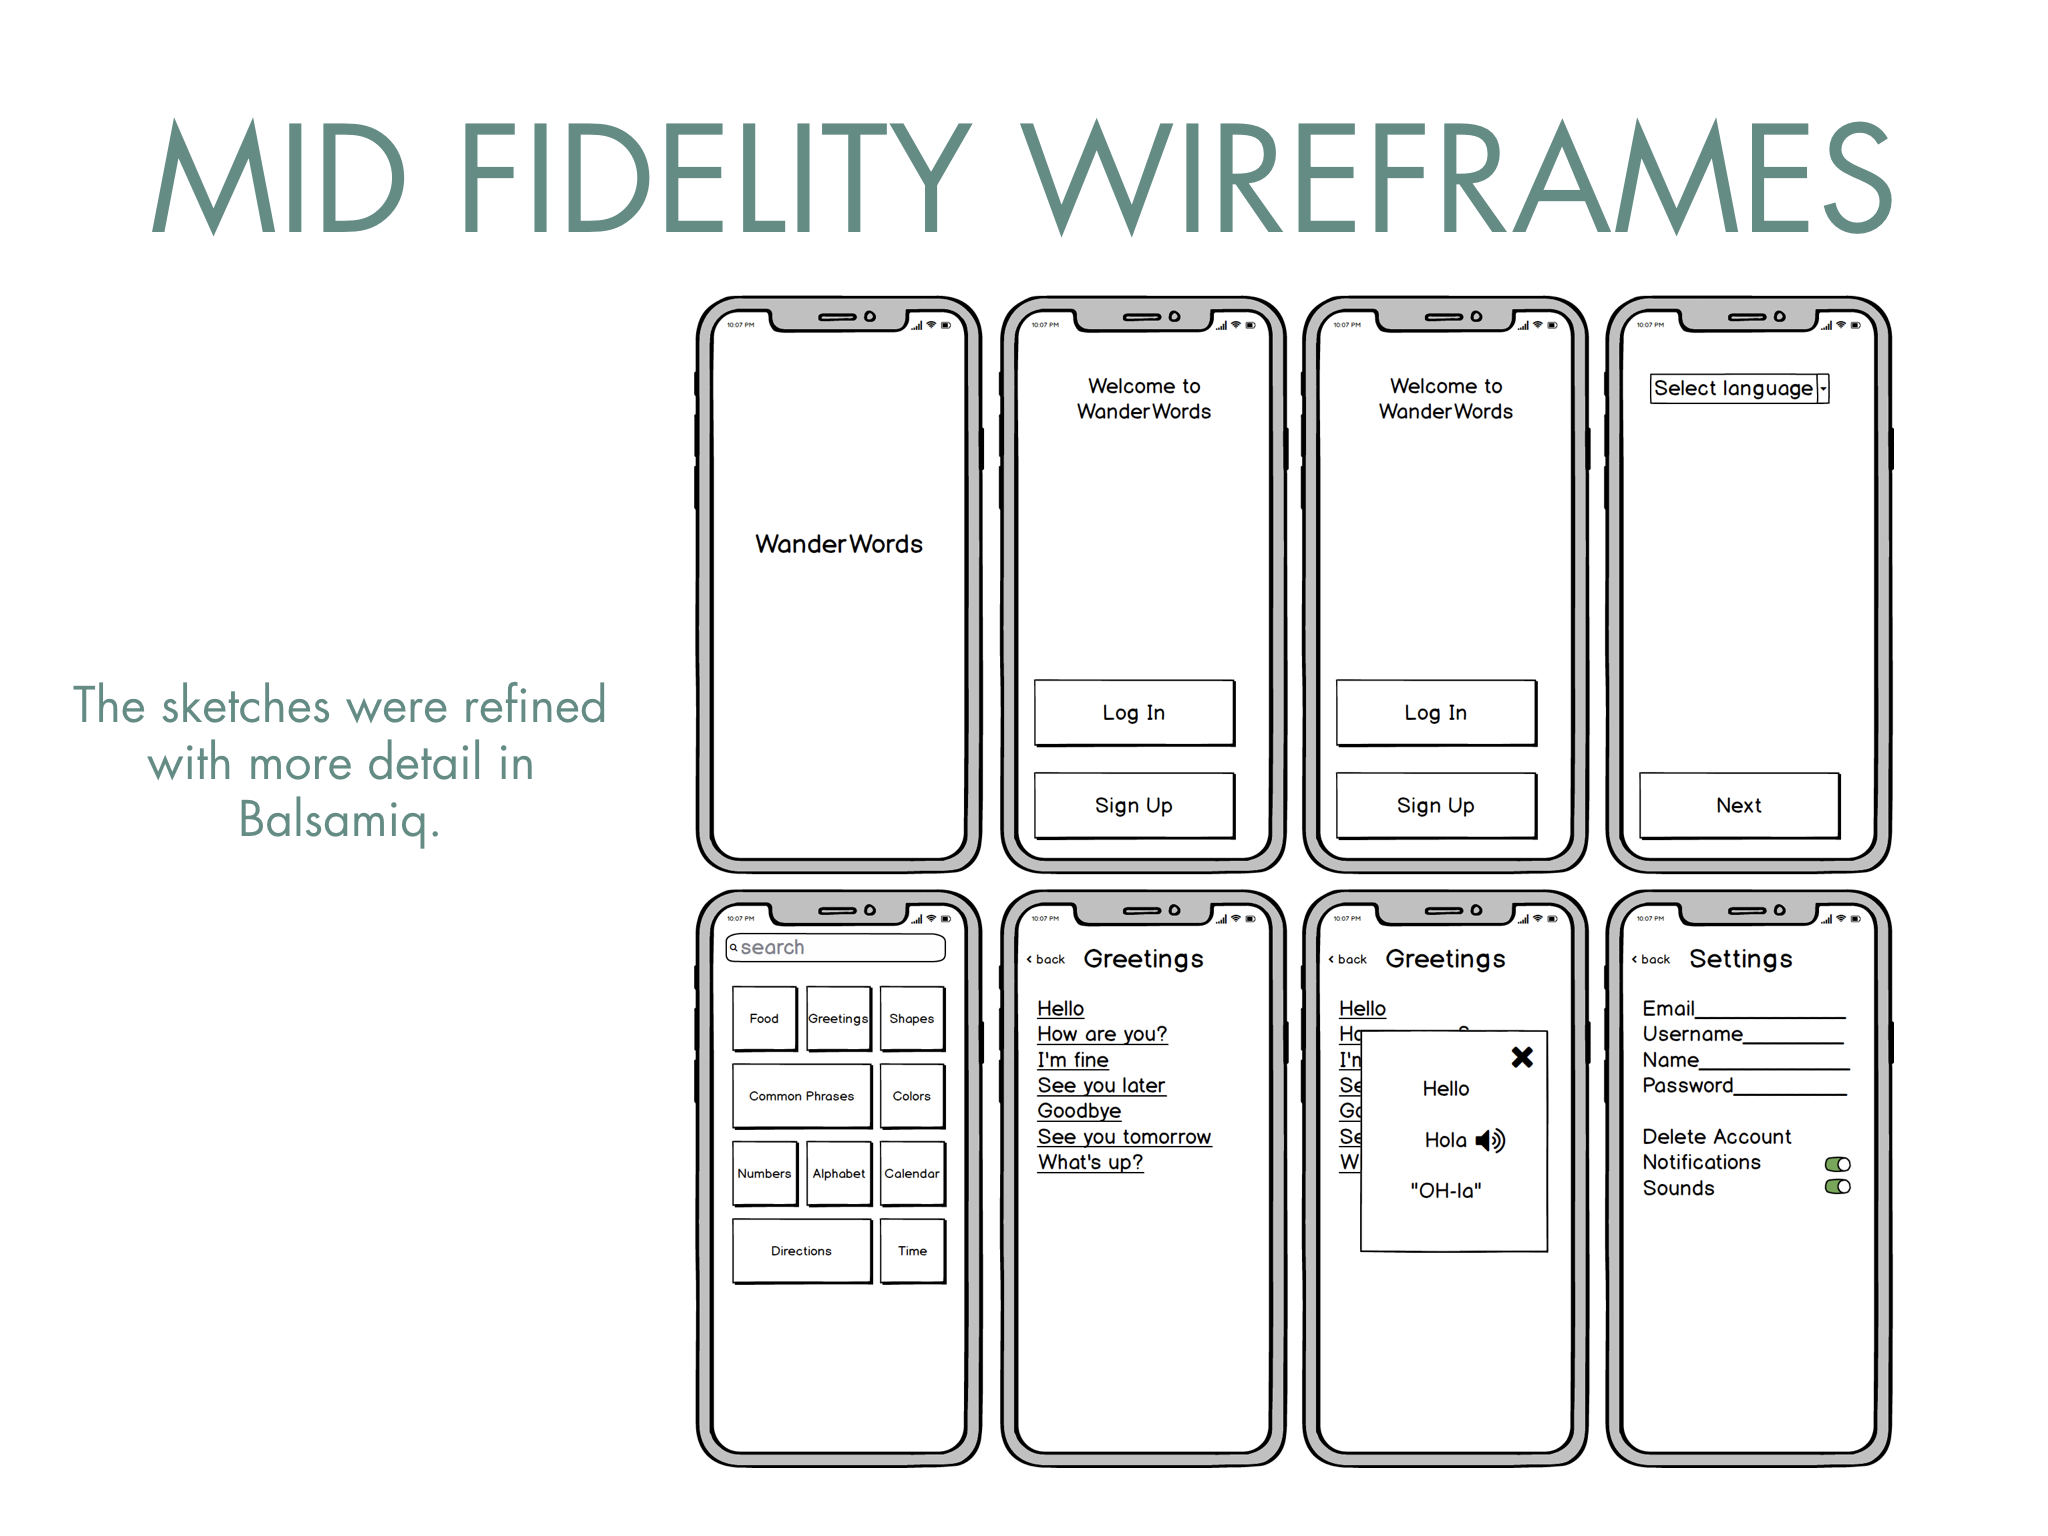 MID FIDELITY WIREFRAMES
The sketches were refined
with more detail in
Balsamiq.
10:07 PM
WanderWords
10:07 PM
Welcome to
WanderWords
Log In
Sign Up
10:07 PM
Welcome to
WanderWords
Log In
Sign Up
10:07 PM
Select language
Next
10:07 PM
search
Food Greetings Shapes
Common Phrases Colors
Numbers Alphabet Calendar
Directions Time
10:07 PM
< back Greetings
Hello
How are you?
I'm fine
See you later
Goodbye
See you tomorrow
What's up?
10:07 PM
< back Greetings
Hello
Ho
I'm
Se
Go
Se
W
Hello
Hola
"OH-la"
10:07 PM
< back Settings
Email
Username
Name
Password
Delete Account
Notifications
Sounds